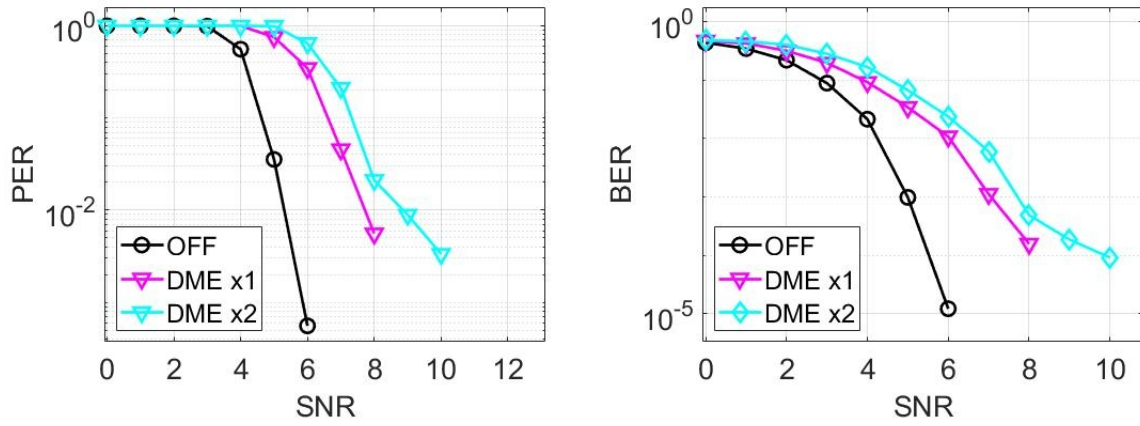 10^0
PER
10^-2
OFF
DME x1
DME x2
0 2 4 6 8 10 12
SNR
10^0
BER
10^-5
OFF
DME x1
DME x2
0 2 4 6 8 10
SNR